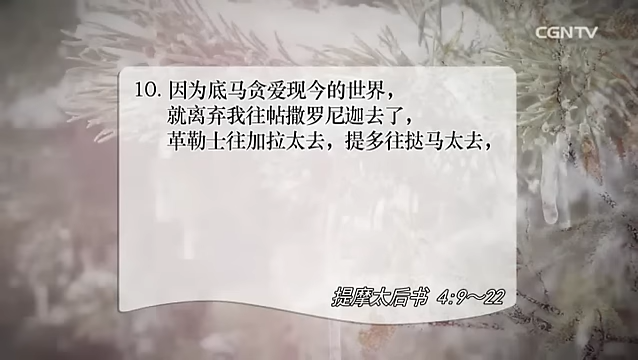 CGNTV
10. 因为底马贪爱现今的世界，
就离弃我往帖撒罗尼迦去了，
革勒士往加拉太去，提多往挞马太去，
提摩太后书 4:9～22